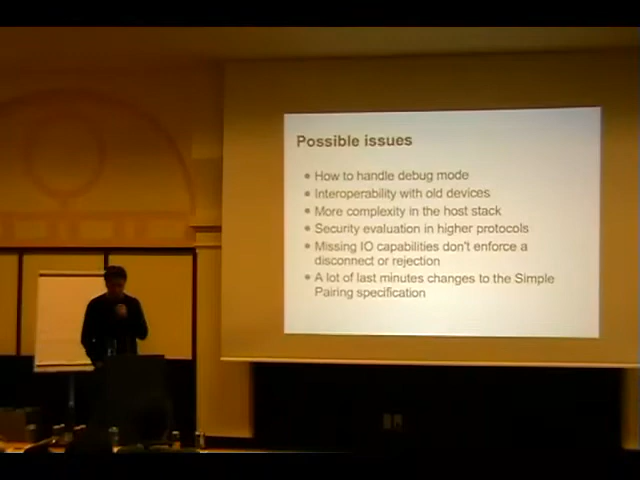 Possible issues
• How to handle debug mode
• Interoperability with old devices
• More complexity in the host stack
• Security evaluation in higher protocols
• Missing IO capabilities don't enforce a
disconnect or rejection
• A lot of last minutes changes to the Simple
Pairing specification